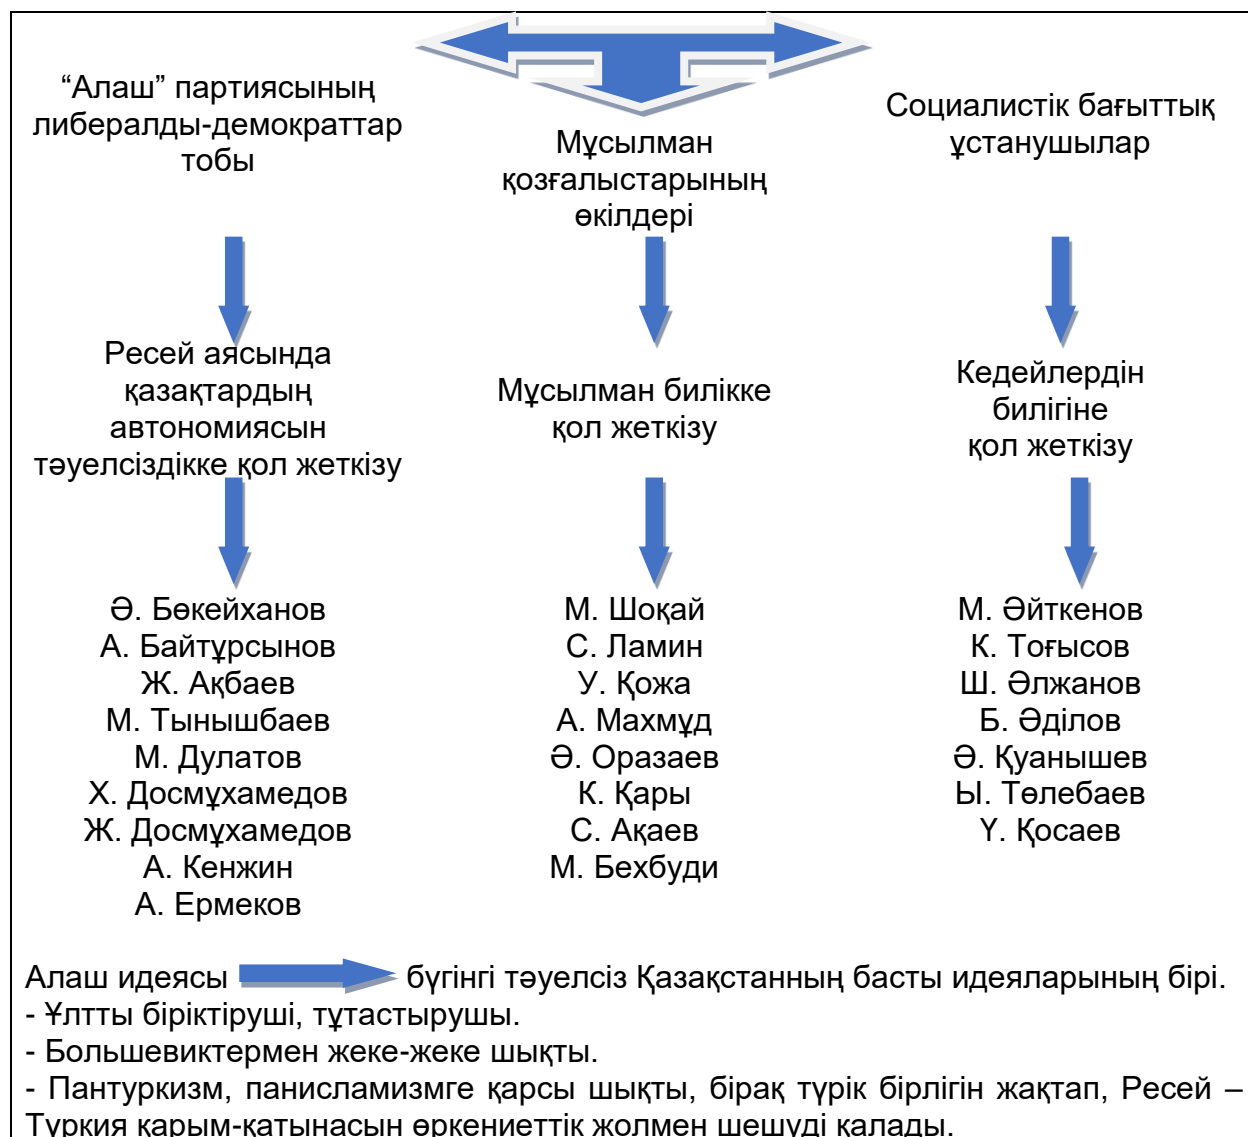 “Алаш” партиясының
либералды-демократтар
тобы
Ресей аясында
қазақтардың
автономиясын
тәуелсіздікке қол жеткізу
Ә. Бөкейханов
А. Байтұрсынов
Ж. Ақбаев
М. Тынышбаев
М. Дулатов
Х. Досмұхамедов
Ж. Досмұхамедов
А. Кенжин
А. Ермеков
Мұсылман
қозғалыстарының
өкілдері
Мұсылман билікке
қол жеткізу
М. Шоқай
С. Ламин
У. Қожа
А. Махмұд
Ә. Оразаев
К. Қары
С. Ақаев
М. Бехбуди
Социалистік бағыттық
ұстанушылар
Кедейлердін
билігіне
қол жеткізу
М. Әйткенов
К. Тоғысов
Ш. Әлжанов
Б. Әділов
Ә. Қуанышев
Ы. Төлебаев
Ү. Қосаев
Алаш идеясы бүгінгі тәуелсіз Қазақстанның басты идеяларының бірі.
- Ұлтты біріктіруші, тұтастырушы.
- Большевиктермен жеке-жеке шықты.
- Пантуркизм, панисламизмге қарсы шықты, бірақ түрік бірлігін жақтап, Ресей –
Түркия қарым-қатынасын өркениеттік жолмен шешуді қалады.